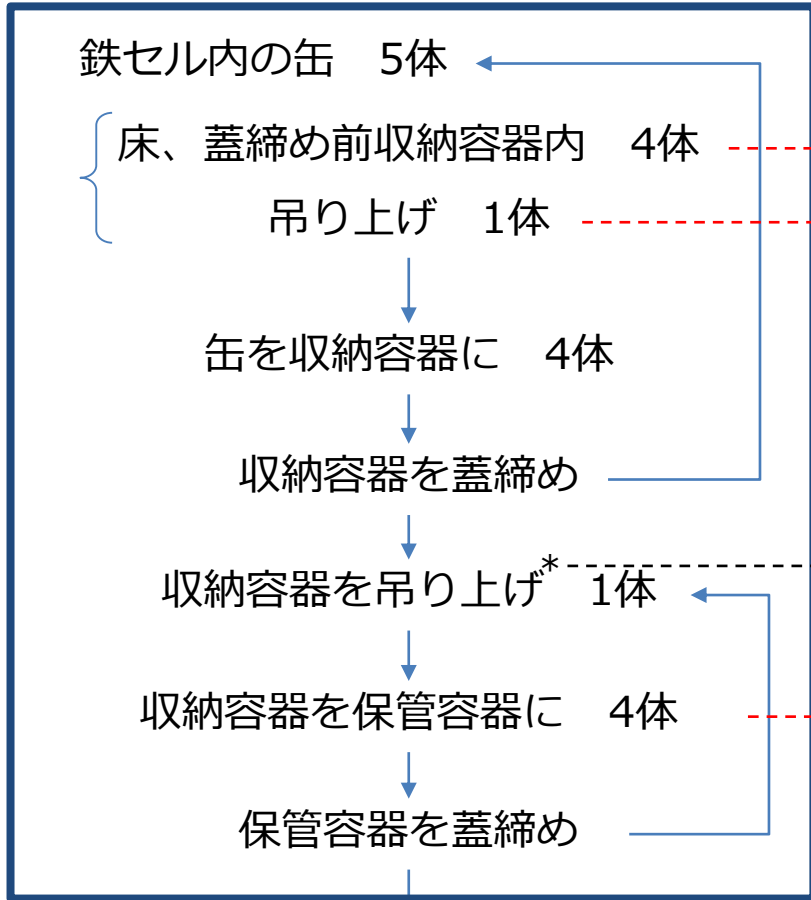 鉄セル内の缶　5体
床、蓋締め前収納容器内　4体
吊り上げ　1体
缶を収納容器に　4体
収納容器を蓋締め
収納容器を吊り上げ*　1体
収納容器を保管容器に　4体
保管容器を蓋締め